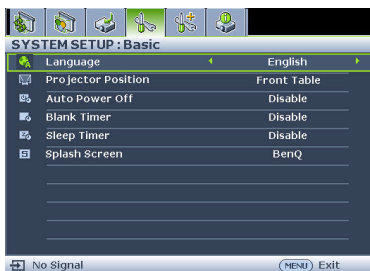 SYSTEM SETUP : Basic
Language English
Projector Position Front Table
Auto Power Off Disable
Blank Timer Disable
Sleep Timer Disable
Splash Screen BenQ
No Signal MENU Exit